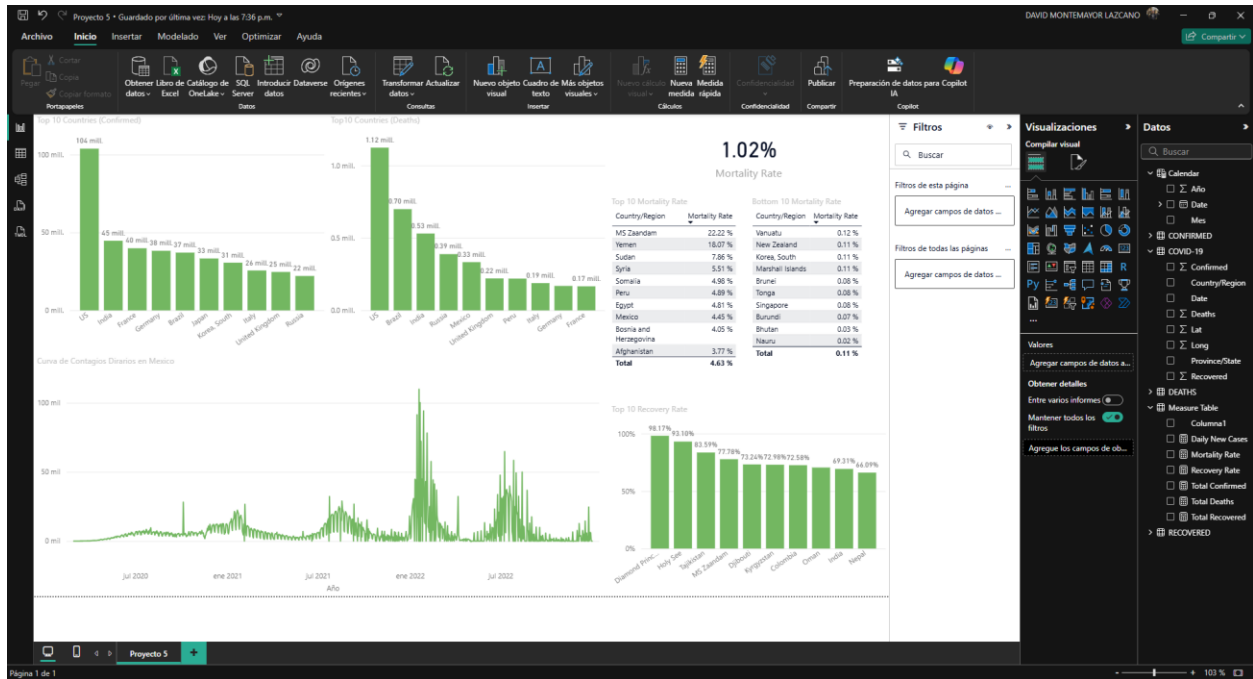 Proyecto 5 • Guardado por última vez: Hoy a las 7:36 p.m.
DAVID MONTEMAYOR LAZCANO
Archivo Inicio Insertar Modelado Ver Optimizar Ayuda
Compartir
Pegar
Cortar
Copia
Copiar formato
Portapapeles
Obtener datos
Libro de Excel
Catálogo de OneLake
SQL Server
Introducir datos
Dataverse
Orígenes recientes
Datos
Transformar datos
Actualizar
Consultas
Nuevo objeto visual
Cuadro de texto
Más objetos visuales
Insertar
Nuevo cálculo visual
Nueva medida
Medida rápida
Cálculos
Confidencialidad
Confidencialidad
Publicar
Compartir
Preparación de datos para IA
Copilot
Copilot
Top 10 Countries (Confirmed)
104 mill.
45 mill.
40 mill.
38 mill.
37 mill.
33 mill.
31 mill.
26 mill.
25 mill.
22 mill.
100 mill.
50 mill.
0 mill.
US
India
France
Germany
Brazil
Japan
Korea, South
Italy
United Kingdom
Russia
Top10 Countries (Deaths)
1.12 mill.
0.70 mill.
0.53 mill.
0.39 mill.
0.33 mill.
0.22 mill.
0.19 mill.
0.17 mill.
1.0 mill.
0.5 mill.
0.0 mill.
US
Brazil
India
Russia
Mexico
United Kingdom
Peru
Italy
Germany
France
1.02%
Mortality Rate
Top 10 Mortality Rate
Country/Region Mortality Rate
MS Zaandam 22.22 %
Yemen 18.07 %
Sudan 7.86 %
Syria 5.51 %
Somalia 4.98 %
Peru 4.89 %
Egypt 4.81 %
Mexico 4.45 %
Bosnia and Herzegovina 4.05 %
Afghanistan 3.77 %
Total 4.63 %
Bottom 10 Mortality Rate
Country/Region Mortality Rate
Vanuatu 0.12 %
New Zealand 0.11 %
Korea, South 0.11 %
Marshall Islands 0.11 %
Brunei 0.08 %
Tonga 0.08 %
Singapore 0.08 %
Burundi 0.07 %
Bhutan 0.03 %
Nauru 0.02 %
Total 0.11 %
Curva de Contagios Dirarios en Mexico
100 mil
50 mil
0 mil
jul 2020
ene 2021
jul 2021
ene 2022
jul 2022
Año
Top 10 Recovery Rate
100%
50%
0%
98.17%
93.10%
83.59%
77.78%
73.24%
72.98%
72.58%
69.31%
66.09%
Diamond Princ...
Holy See
Tajikistan
MS Zaandam
Djibouti
Kyrgyzstan
Colombia
Oman
India
Nepal
Filtros
Buscar
Filtros de esta página ...
Agregar campos de datos ...
Filtros de todas las páginas ...
Agregar campos de datos ...
Visualizaciones
Compilar visual
R
Py
...
Valores
Agregar campos de datos a...
Obtener detalles
Entre varios informes
Mantener todos los filtros
Agregue los campos de ob...
Datos
Buscar
Calendar
Año
Date
Mes
CONFIRMED
COVID-19
Confirmed
Country/Region
Date
Deaths
Lat
Long
Province/State
Recovered
DEATHS
Measure Table
Columna1
Daily New Cases
Mortality Rate
Recovery Rate
Total Confirmed
Total Deaths
Total Recovered
RECOVERED
Proyecto 5
Página 1 de 1
103 %